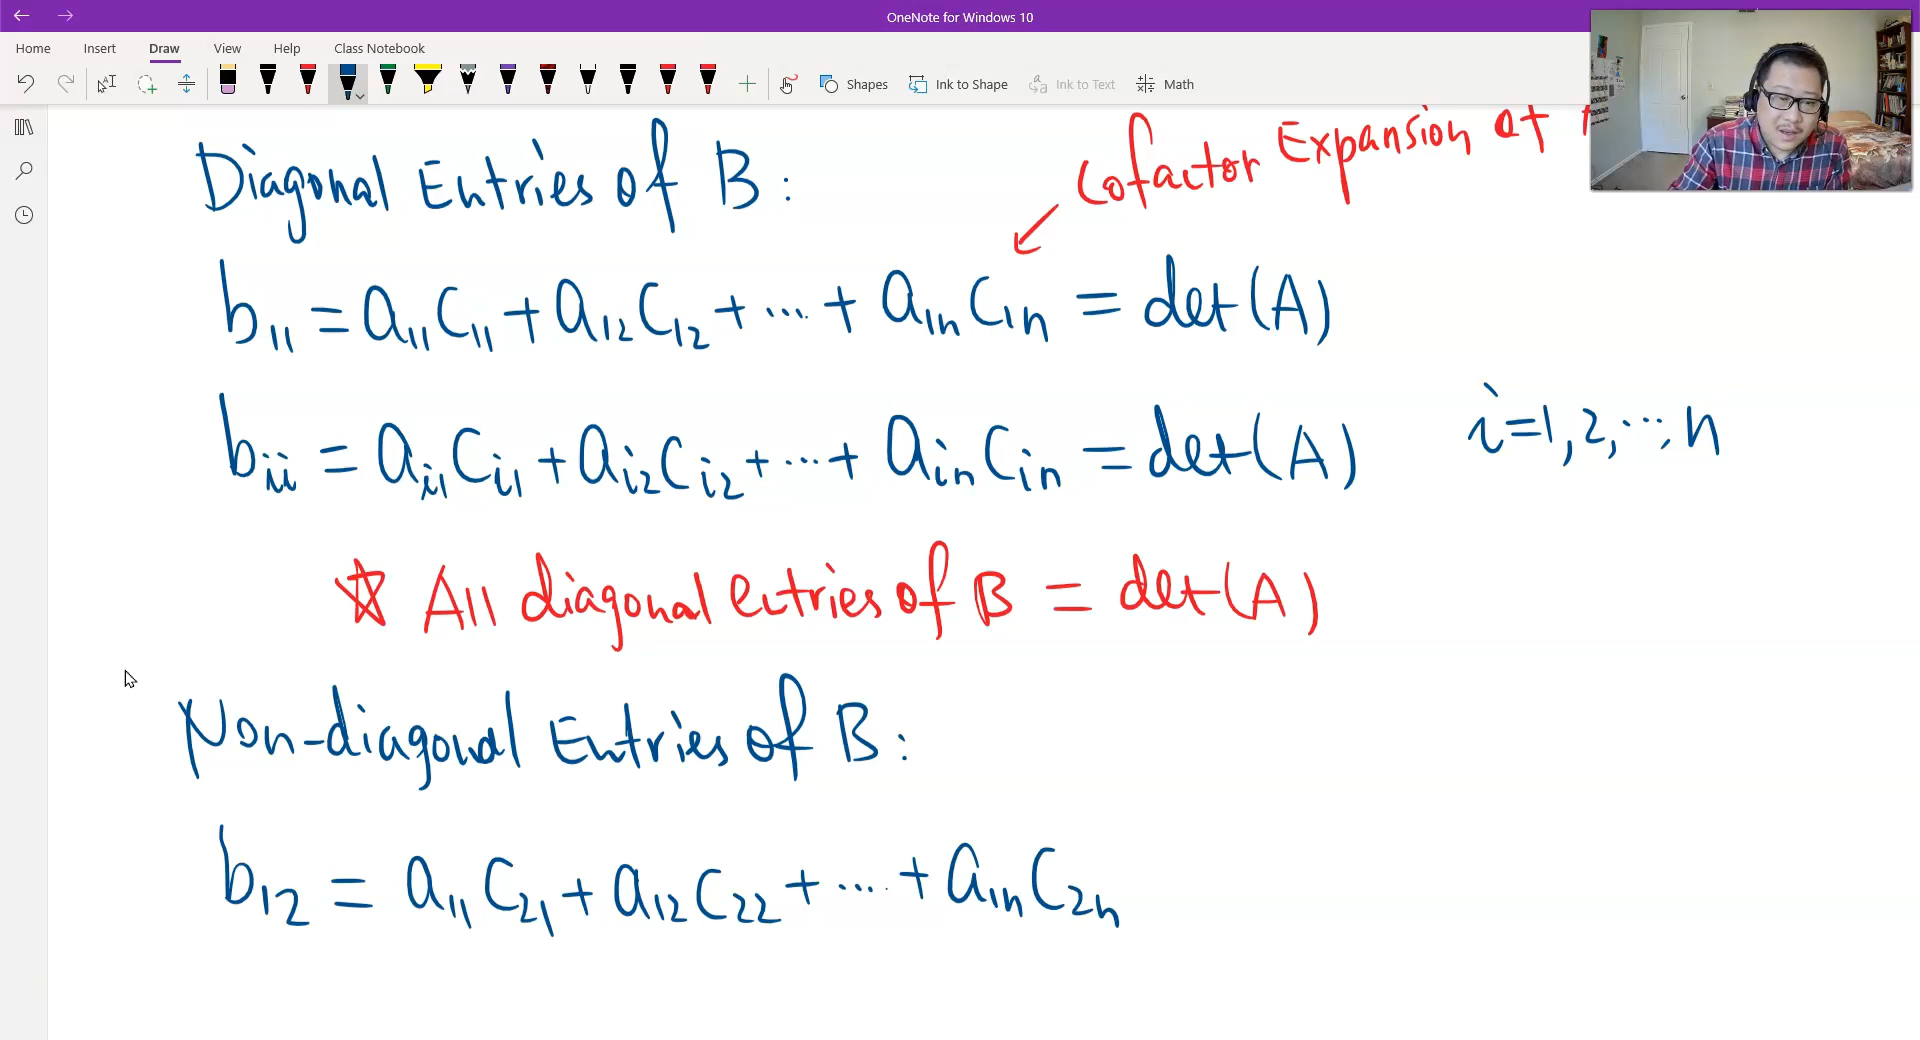 OneNote for Windows 10
Home Insert Draw View Help Class Notebook
Shapes Ink to Shape Ink to Text Math
Cofactor Expansion at
Diagonal Entries of B:
b₁₁ = a₁₁C₁₁ + a₁₂C₁₂ + ... + a₁ₙC₁ₙ = det(A)
bᵢᵢ = aᵢ₁Cᵢ₁ + aᵢ₂Cᵢ₂ + ... + aᵢₙCᵢₙ = det(A) i=1,2,...,n
☆ All diagonal entries of B = det(A)
Non-diagonal Entries of B:
b₁₂ = a₁₁C₂₁ + a₁₂C₂₂ + ... + a₁ₙC₂ₙ